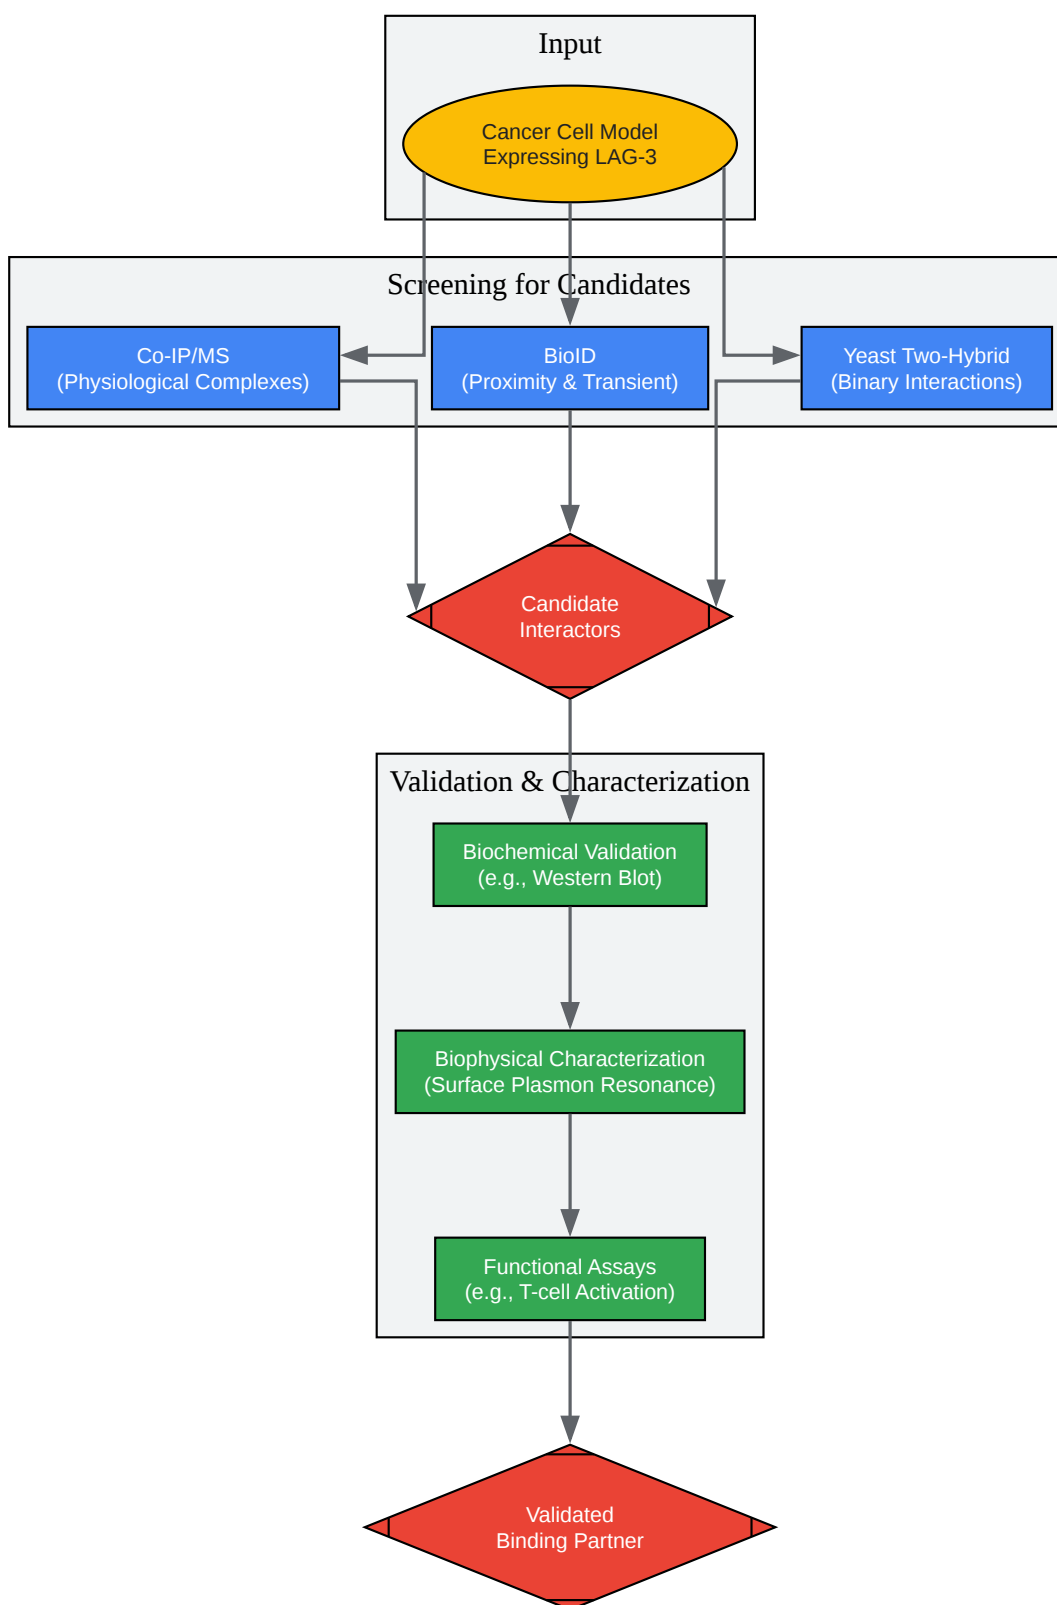 Input
Cancer Cell Model
Expressing LAG-3
Screening for Candidates
Co-IP/MS
(Physiological Complexes)
BioID
(Proximity & Transient)
Yeast Two-Hybrid
(Binary Interactions)
Candidate
Interactors
Validation & Characterization
Biochemical Validation
(e.g., Western Blot)
Biophysical Characterization
(Surface Plasmon Resonance)
Functional Assays
(e.g., T-cell Activation)
Validated
Binding Partner